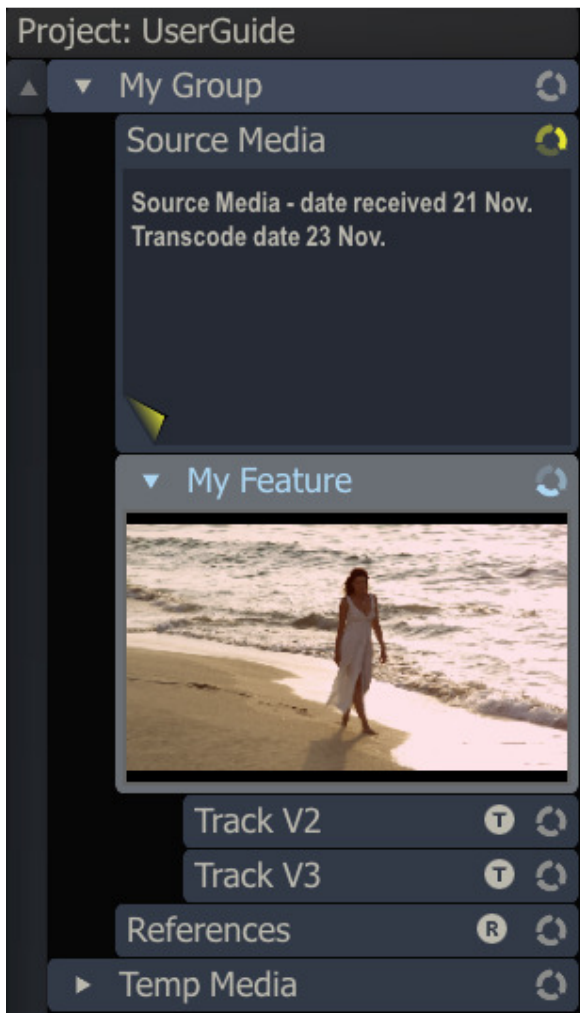 Project: UserGuide
My Group
Source Media
Source Media - date received 21 Nov.
Transcode date 23 Nov.
My Feature
Track V2 T
Track V3 T
References R
Temp Media